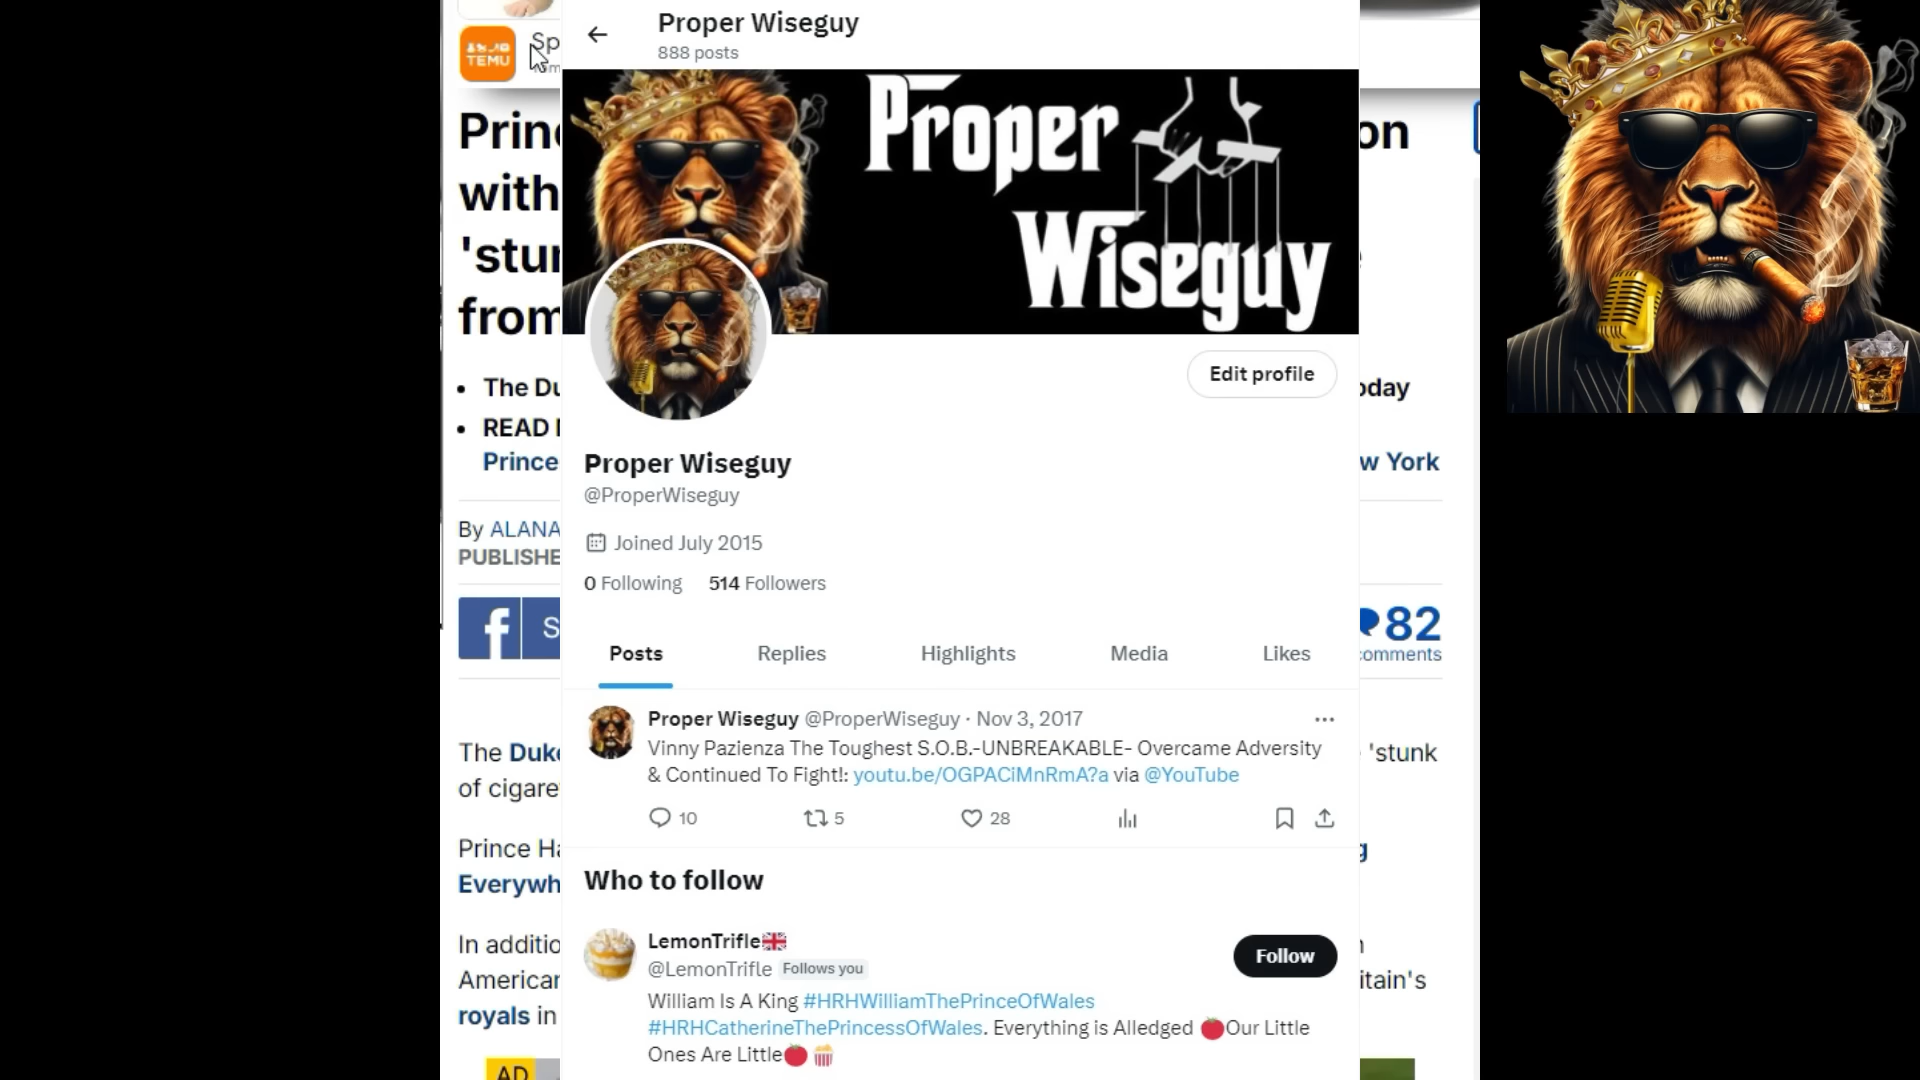 Proper Wiseguy
888 posts
TEMU
Sp
Proper
Wiseguy
Prin
on
with
'stu
from
Edit profile
The Du
oday
READ
Prince
w York
Proper Wiseguy
@ProperWiseguy
By ALANA
PUBLISHE
Joined July 2015
0 Following 514 Followers
f S
82
comments
Posts Replies Highlights Media Likes
Proper Wiseguy @ProperWiseguy · Nov 3, 2017
Vinny Pazienza The Toughest S.O.B.-UNBREAKABLE- Overcame Adversity
& Continued To Fight!: youtu.be/OGPACiMnRmA?a via @YouTube
10 5 28
The Duke
'stunk
of cigare
Prince Ha
g
Everywh
Who to follow
LemonTrifle
@LemonTrifle Follows you
Follow
William Is A King #HRHWilliamThePrinceOfWales
#HRHCatherineThePrincessOfWales. Everything is Alledged 🍅Our Little
Ones Are Little🍅🍿
In additio
American
itain's
royals in
AD